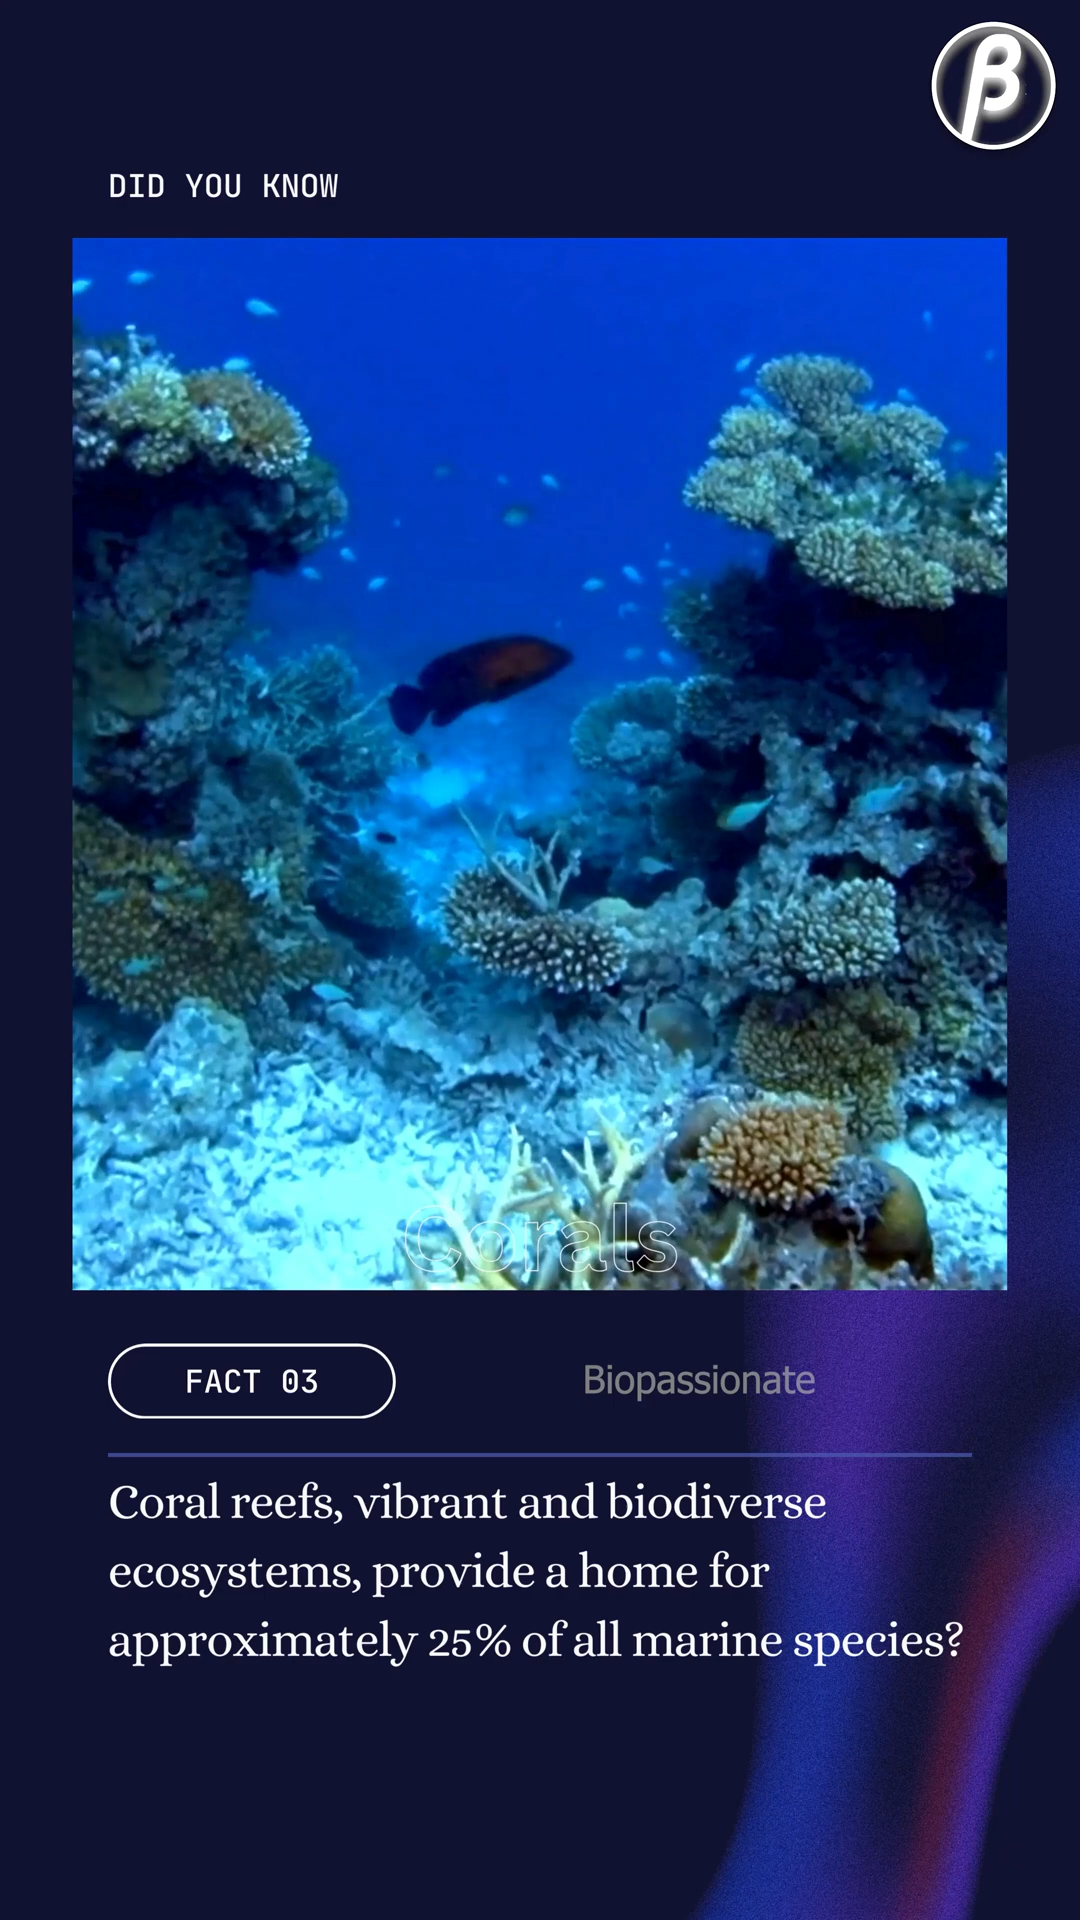 β
DID YOU KNOW
Corals
FACT 03
Biopassionate
Coral reefs, vibrant and biodiverse
ecosystems, provide a home for
approximately 25% of all marine species?